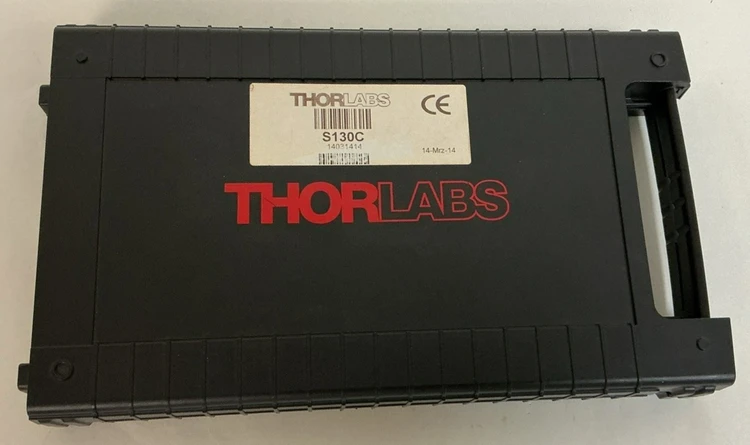 THORLABS
CE
S130C
14031414
14-Mrz-14
THORLABS